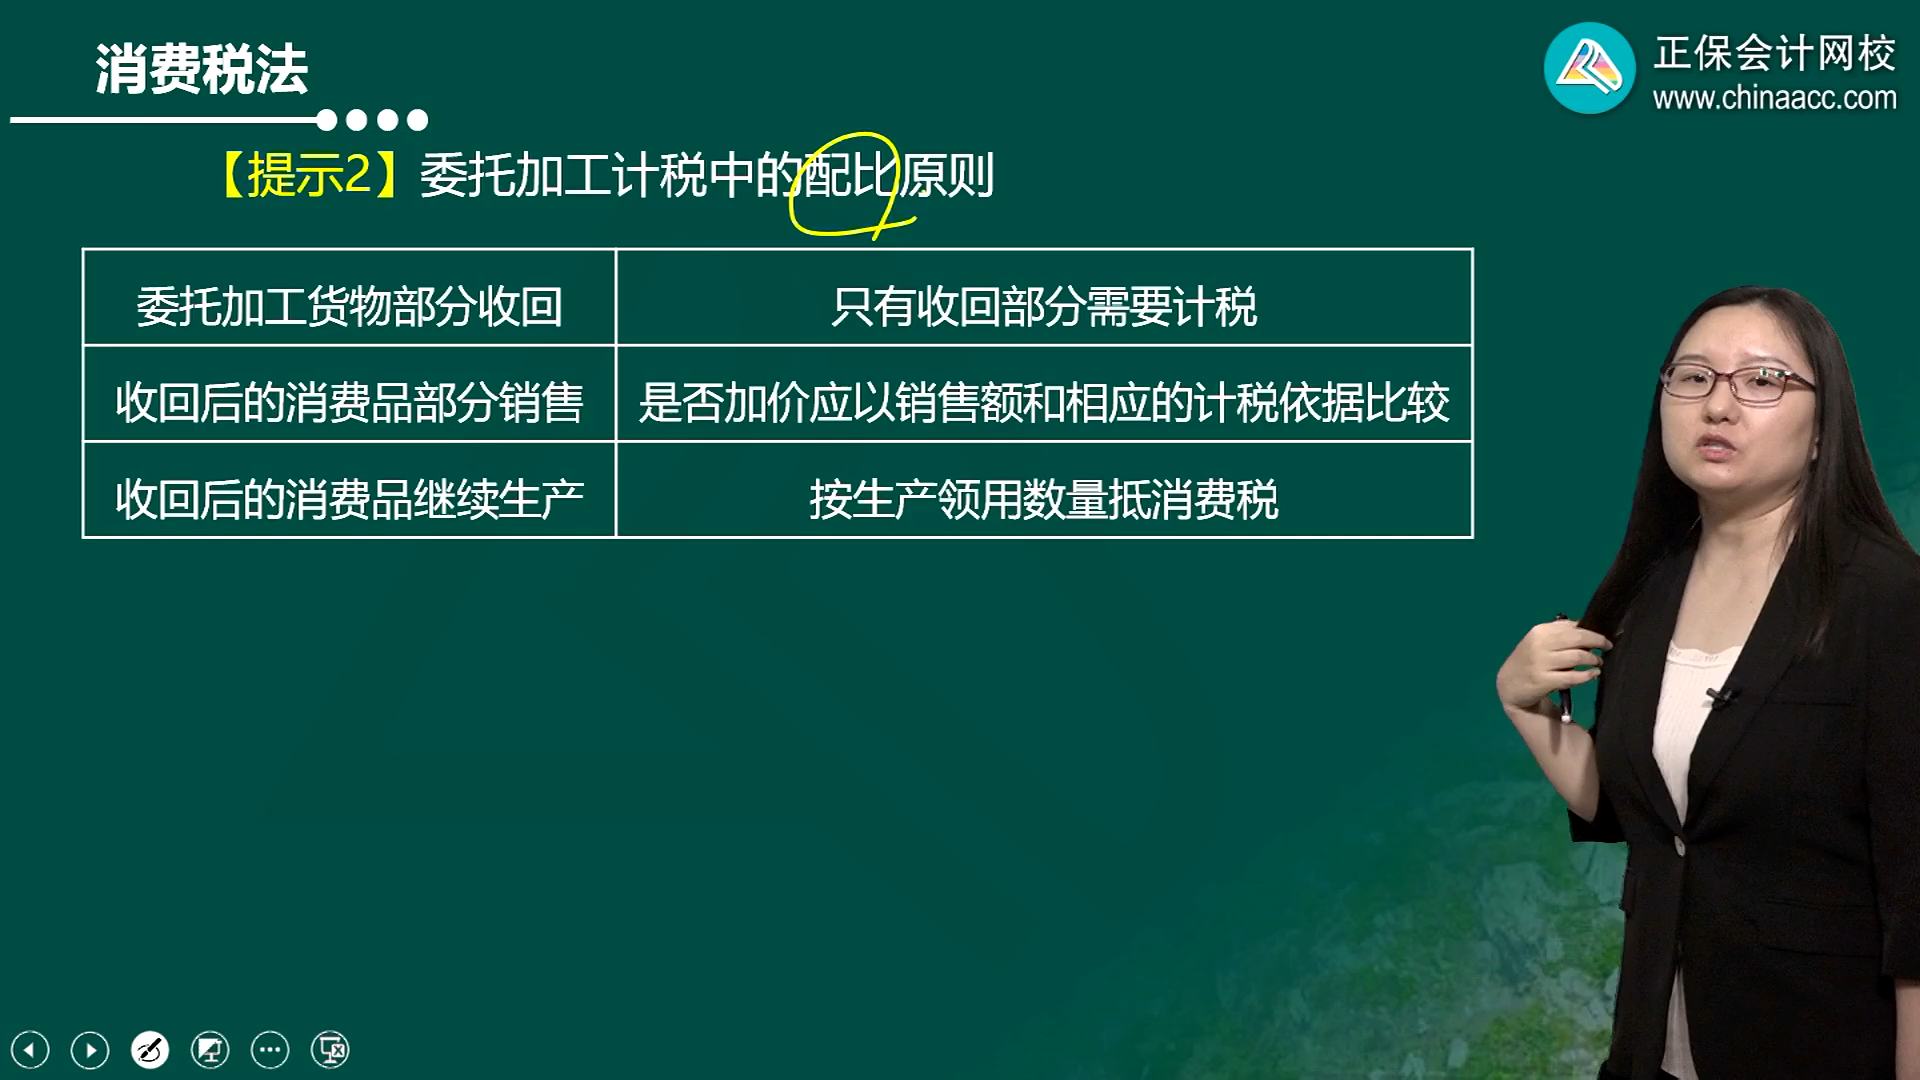 消费税法
正保会计网校
www.chinaacc.com
【提示2】委托加工计税中的配比原则
委托加工货物部分收回 只有收回部分需要计税
收回后的消费品部分销售 是否加价应以销售额和相应的计税依据比较
收回后的消费品继续生产 按生产领用数量抵消费税